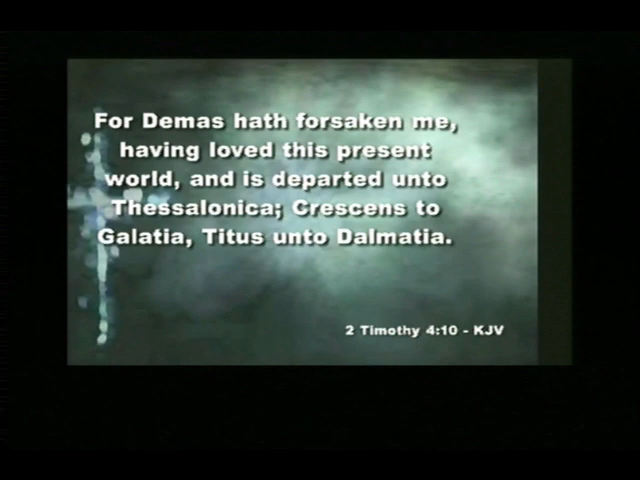 For Demas hath forsaken me,
having loved this present
world, and is departed unto
Thessalonica; Crescens to
Galatia, Titus unto Dalmatia.
2 Timothy 4:10 - KJV